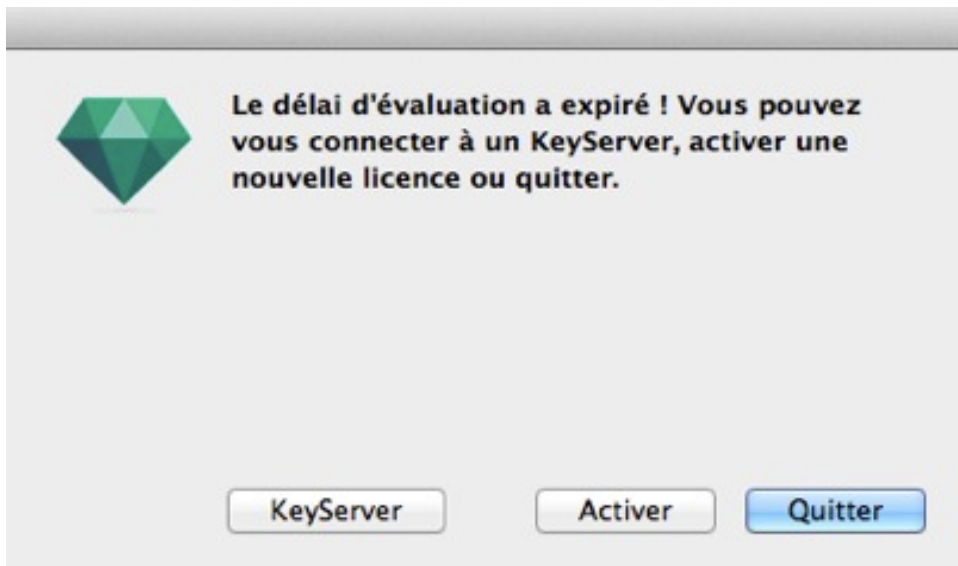 Le délai d'évaluation a expiré ! Vous pouvez
vous connecter à un KeyServer, activer une
nouvelle licence ou quitter.
KeyServer
Activer
Quitter